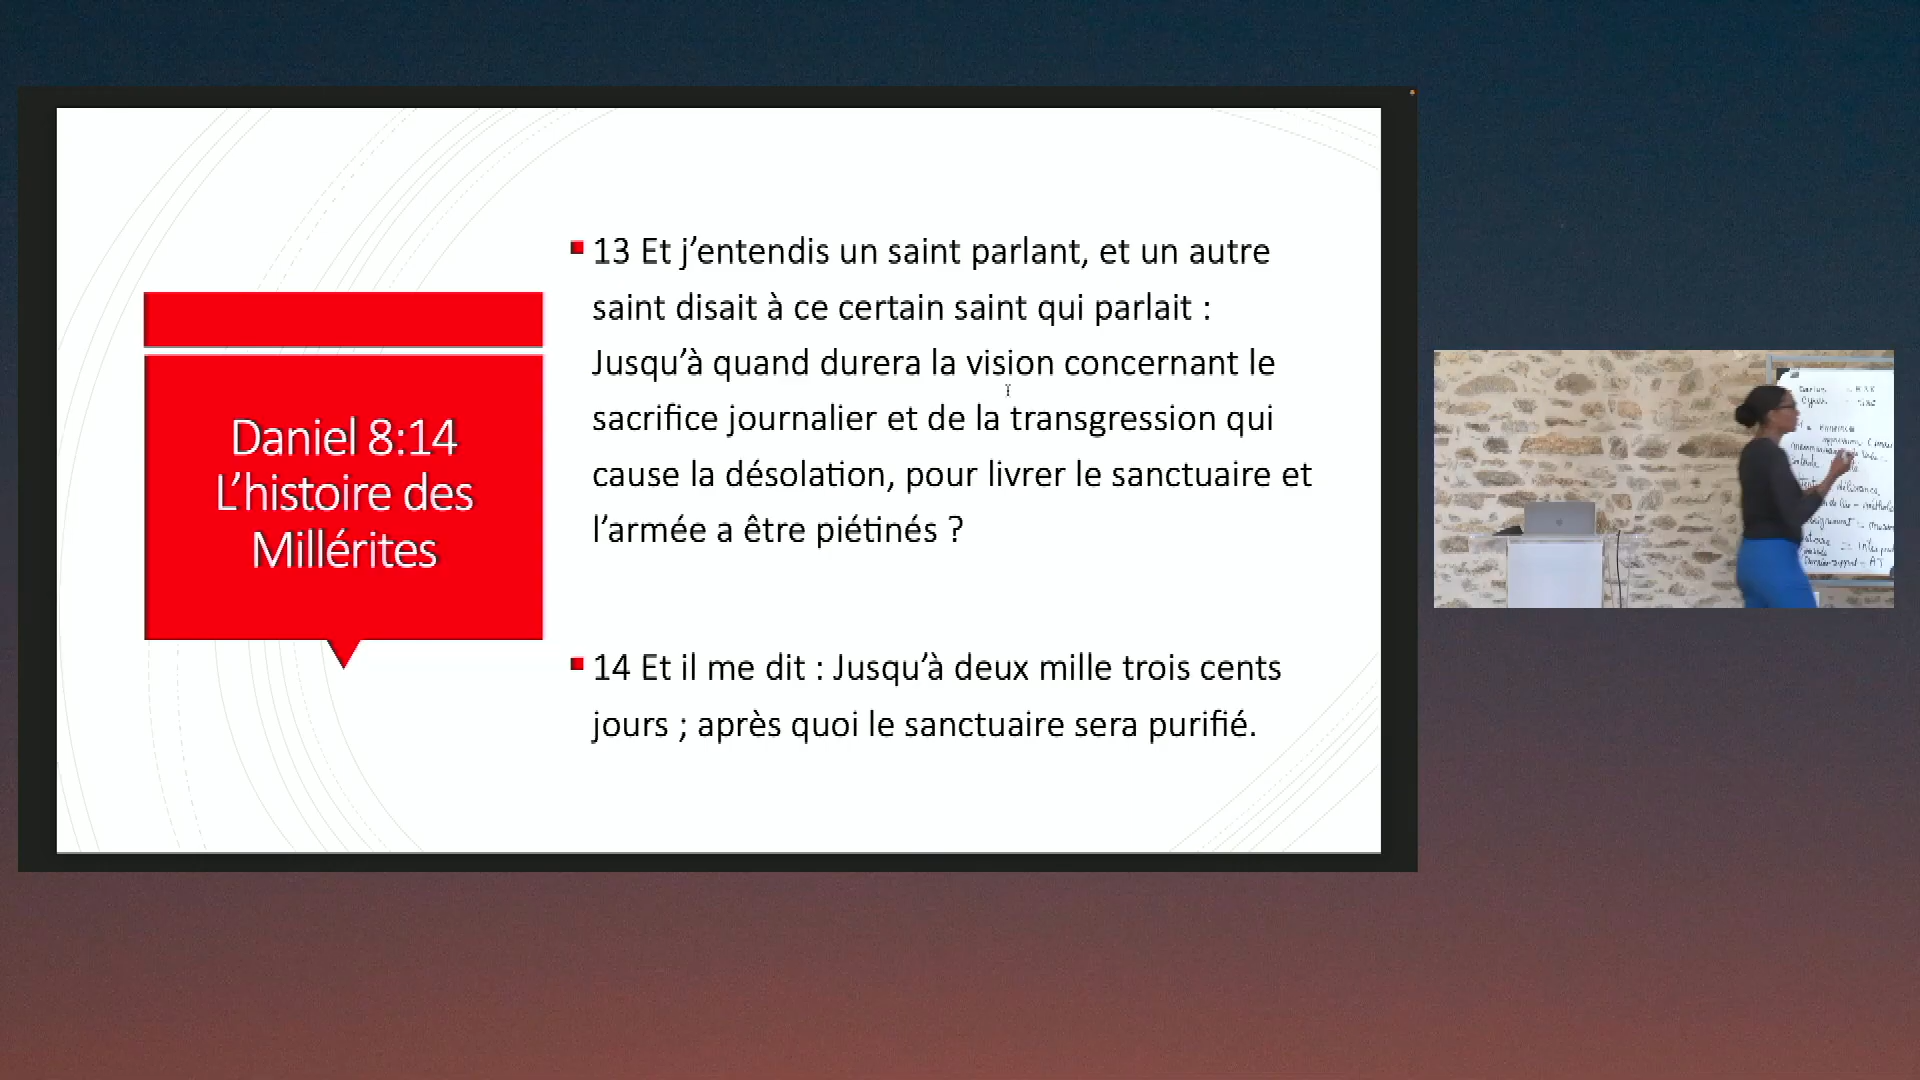 Daniel 8:14
L’histoire des
Millérites
13 Et j’entendis un saint parlant, et un autre
saint disait à ce certain saint qui parlait :
Jusqu’à quand durera la vision concernant le
sacrifice journalier et de la transgression qui
cause la désolation, pour livrer le sanctuaire et
l’armée a être piétinés ?
14 Et il me dit : Jusqu’à deux mille trois cents
jours ; après quoi le sanctuaire sera purifié.
Darius
Cyrus
délivrance